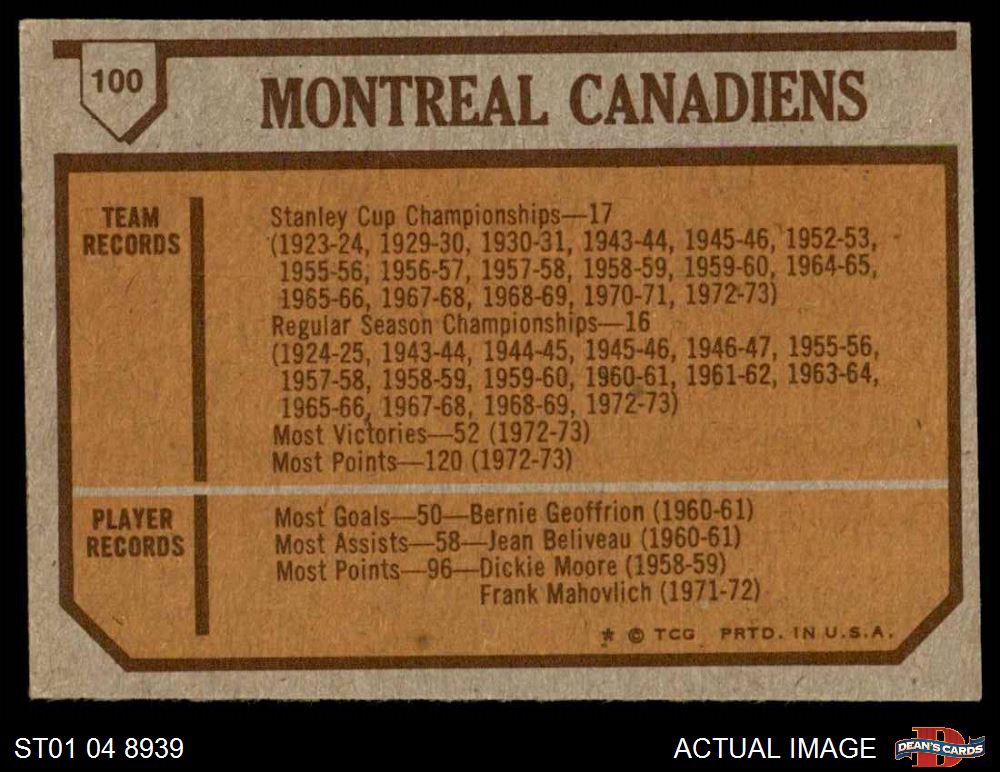 100
MONTREAL CANADIENS
TEAM RECORDS
Stanley Cup Championships—17
(1923-24, 1929-30, 1930-31, 1943-44, 1945-46, 1952-53,
1955-56, 1956-57, 1957-58, 1958-59, 1959-60, 1964-65,
1965-66, 1967-68, 1968-69, 1970-71, 1972-73)
Regular Season Championships—16
(1924-25, 1943-44, 1944-45, 1945-46, 1946-47, 1955-56,
1957-58, 1958-59, 1959-60, 1960-61, 1961-62, 1963-64,
1965-66, 1967-68, 1968-69, 1972-73)
Most Victories—52 (1972-73)
Most Points—120 (1972-73)
PLAYER RECORDS
Most Goals—50—Bernie Geoffrion (1960-61)
Most Assists—58—Jean Beliveau (1960-61)
Most Points—96—Dickie Moore (1958-59)
Frank Mahovlich (1971-72)
* © TCG PRTD. IN U.S.A.
ST01 04 8939
ACTUAL IMAGE
DEAN'S CARDS